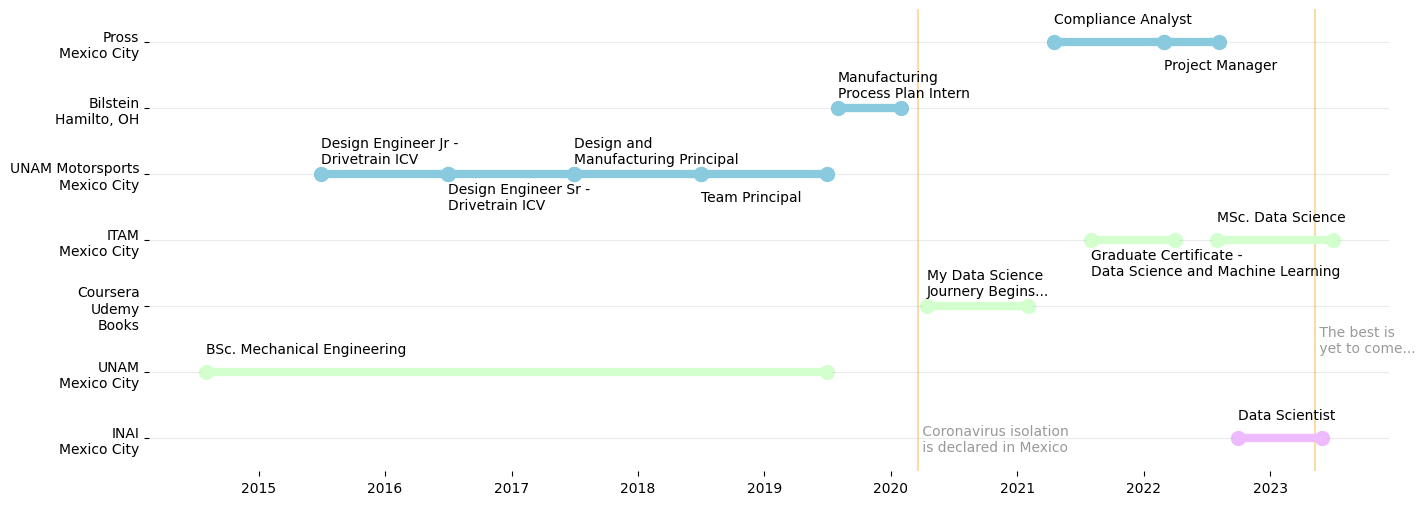 Compliance Analyst
Pross
Mexico City
Project Manager
Manufacturing
Process Plan Intern
Bilstein
Hamilto, OH
Design Engineer Jr -
Drivetrain ICV
Design and
Manufacturing Principal
UNAM Motorsports
Mexico City
Design Engineer Sr -
Drivetrain ICV
Team Principal
MSc. Data Science
ITAM
Mexico City
Graduate Certificate -
Data Science and Machine Learning
My Data Science
Journery Begins...
Coursera
Udemy
Books
The best is
yet to come...
BSc. Mechanical Engineering
UNAM
Mexico City
Data Scientist
INAI
Mexico City
Coronavirus isolation
is declared in Mexico
2015 2016 2017 2018 2019 2020 2021 2022 2023